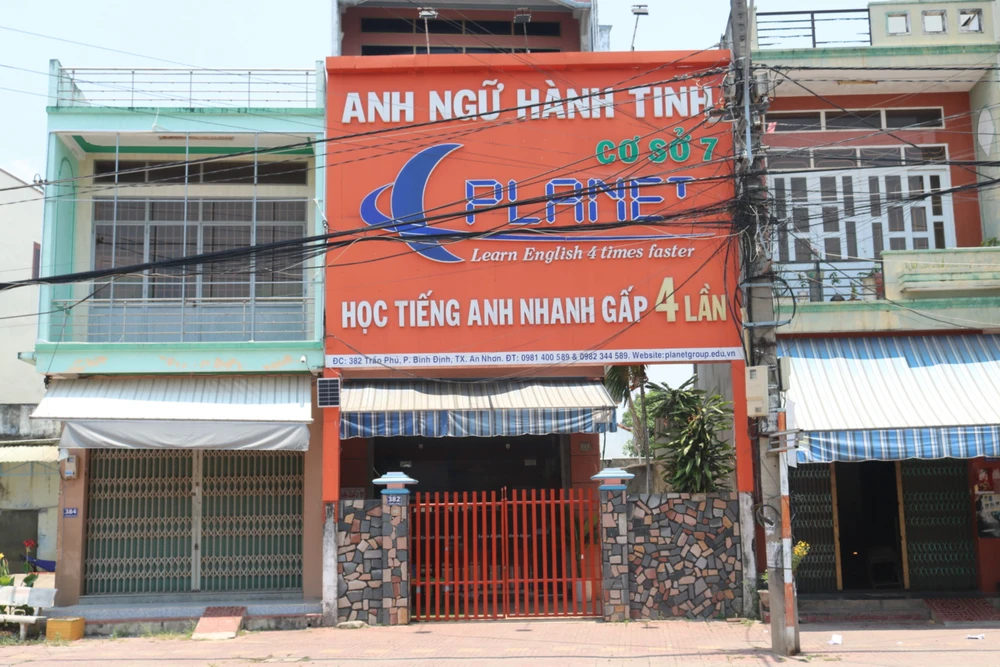 ANH NGỮ HÀNH TINH
CƠ SỞ 7
PLANET
Learn English 4 times faster
HỌC TIẾNG ANH NHANH GẤP 4 LẦN
ĐC: 382 Trần Phú, P. Bình Định, TX. An Nhơn. ĐT: 0981 400 589 & 0982 344 589. Website:planetgroup.edu.vn
382
384